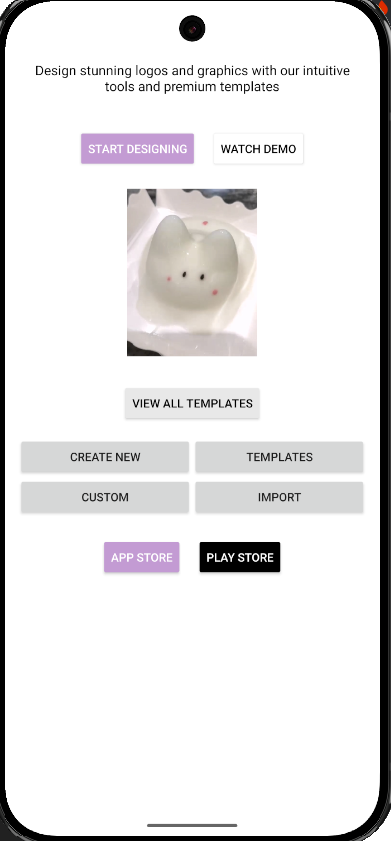 Design stunning logos and graphics with our intuitive
tools and premium templates
START DESIGNING
WATCH DEMO
VIEW ALL TEMPLATES
CREATE NEW
TEMPLATES
CUSTOM
IMPORT
APP STORE
PLAY STORE